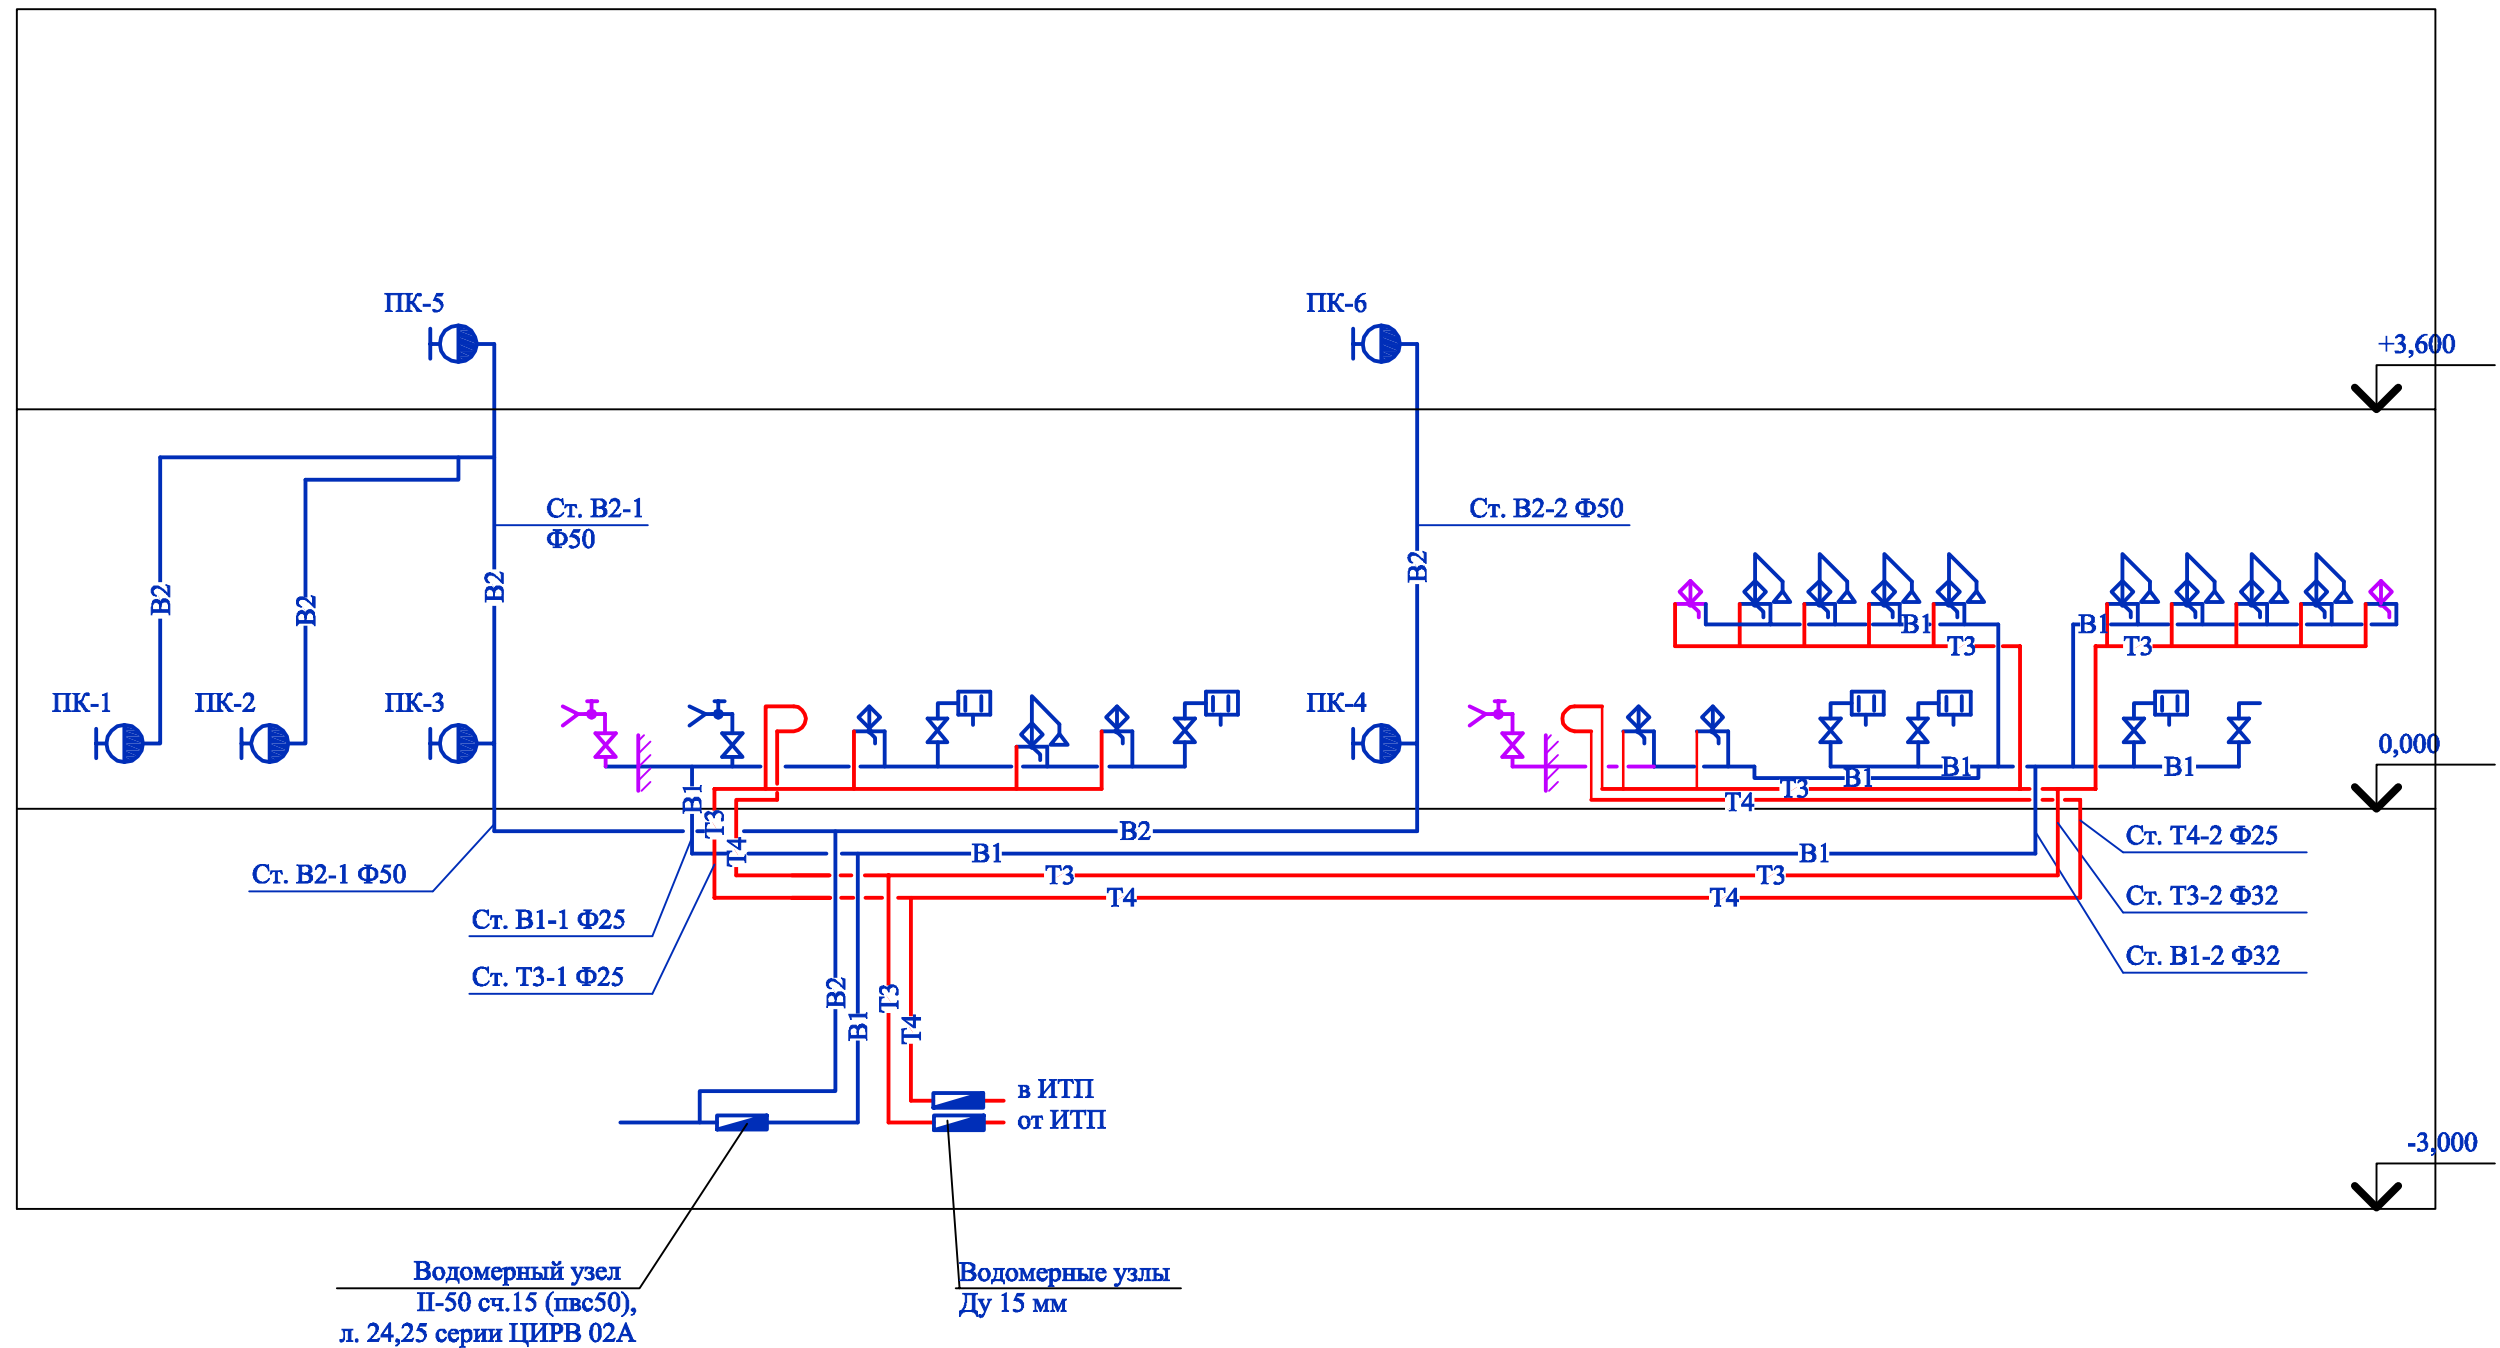 ПК-5
ПК-6
+3,600
Ст. В2-1
Ф50
Ст. В2-2 Ф50
В2
В2
В2
В2
В1
В1
Т3
Т3
ПК-1
ПК-2
ПК-3
ПК-4
0,000
В1
В1
В1
В1
Т3
Т4
Т3
Т4
В2
В1
В1
Т3
Т3
Т4
Т4
Ст. Т4-2 Ф25
Ст. В2-1 Ф50
Ст. Т3-2 Ф32
Ст. В1-1 Ф25
Ст. В1-2 Ф32
Ст. Т3-1 Ф25
В2
В1
Т3
Т4
в ИТП
от ИТП
-3,000
Водомерный узел
П-50 сч.15 (пвс50),
л. 24,25 серии ЦИРВ 02А
Водомерные узлы
Ду 15 мм